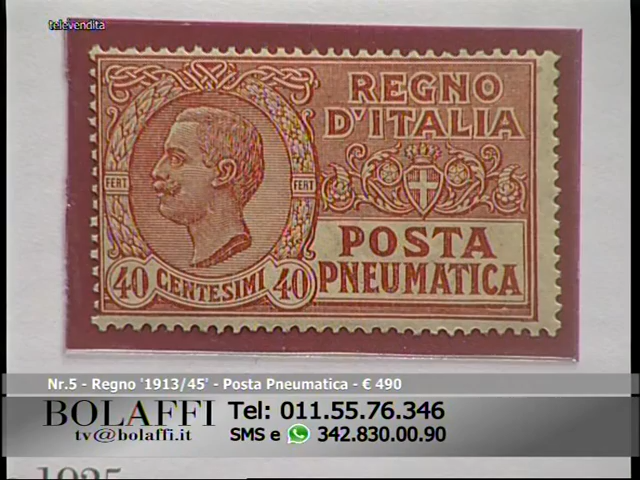 televendita
REGNO
D'ITALIA
FERT FERT
POSTA
PNEUMATICA
40 CENTESIMI 40
Nr.5 - Regno '1913/45' - Posta Pneumatica - € 490
BOLAFFI
tv@bolaffi.it
Tel: 011.55.76.346
SMS e 342.830.00.90
1925